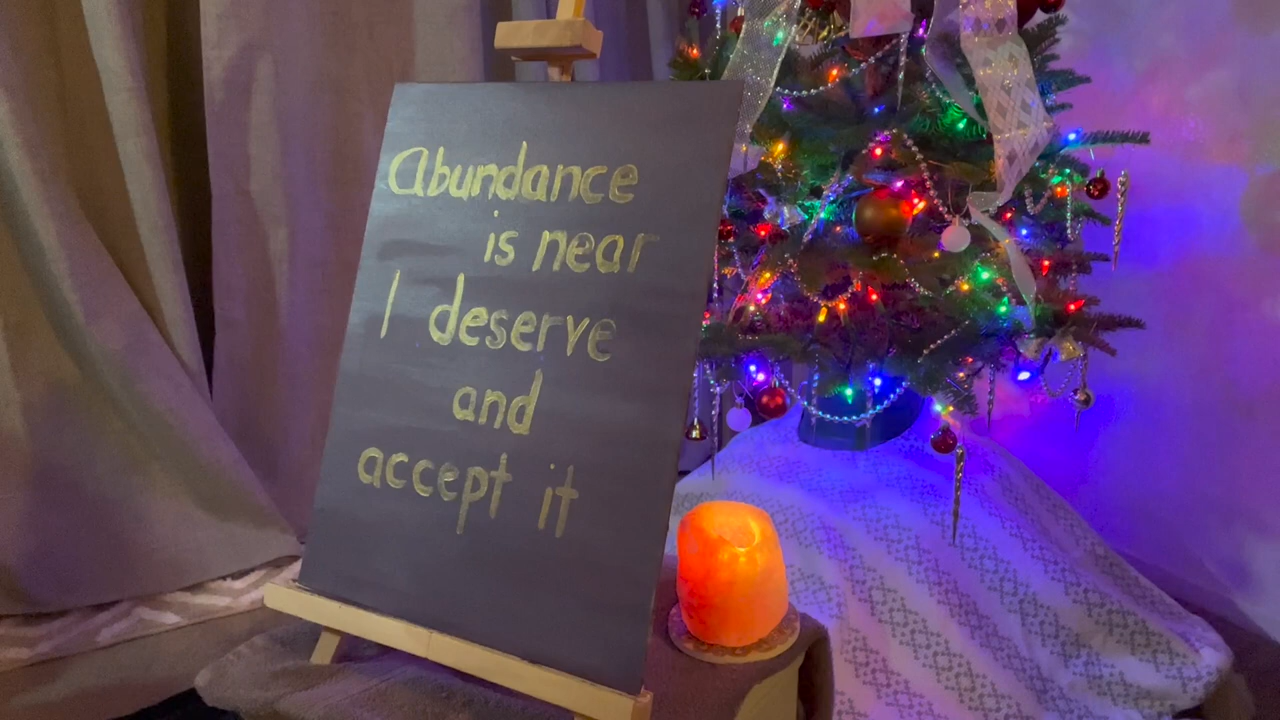 Abundance
is near
I deserve
and
accept it